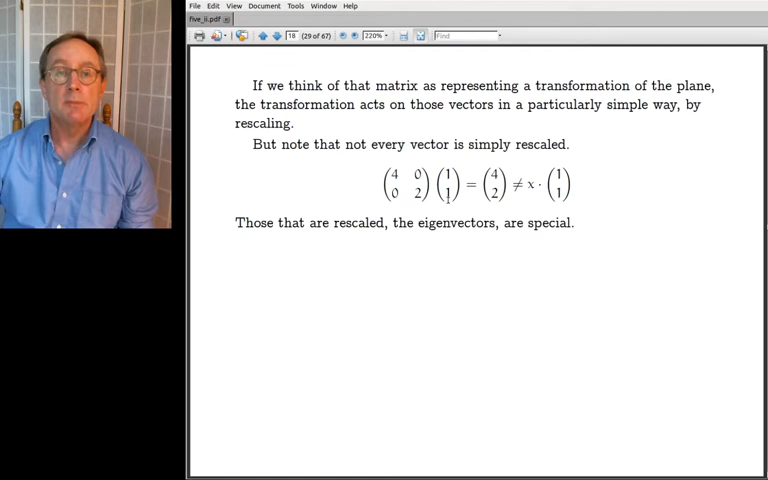 File Edit View Document Tools Window Help
five_ii.pdf
18 (29 of 67) 220% Find
If we think of that matrix as representing a transformation of the plane,
the transformation acts on those vectors in a particularly simple way, by
rescaling.
But note that not every vector is simply rescaled.
(4 0
0 2) (1
1) = (4
2) ≠ x · (1
1)
Those that are rescaled, the eigenvectors, are special.